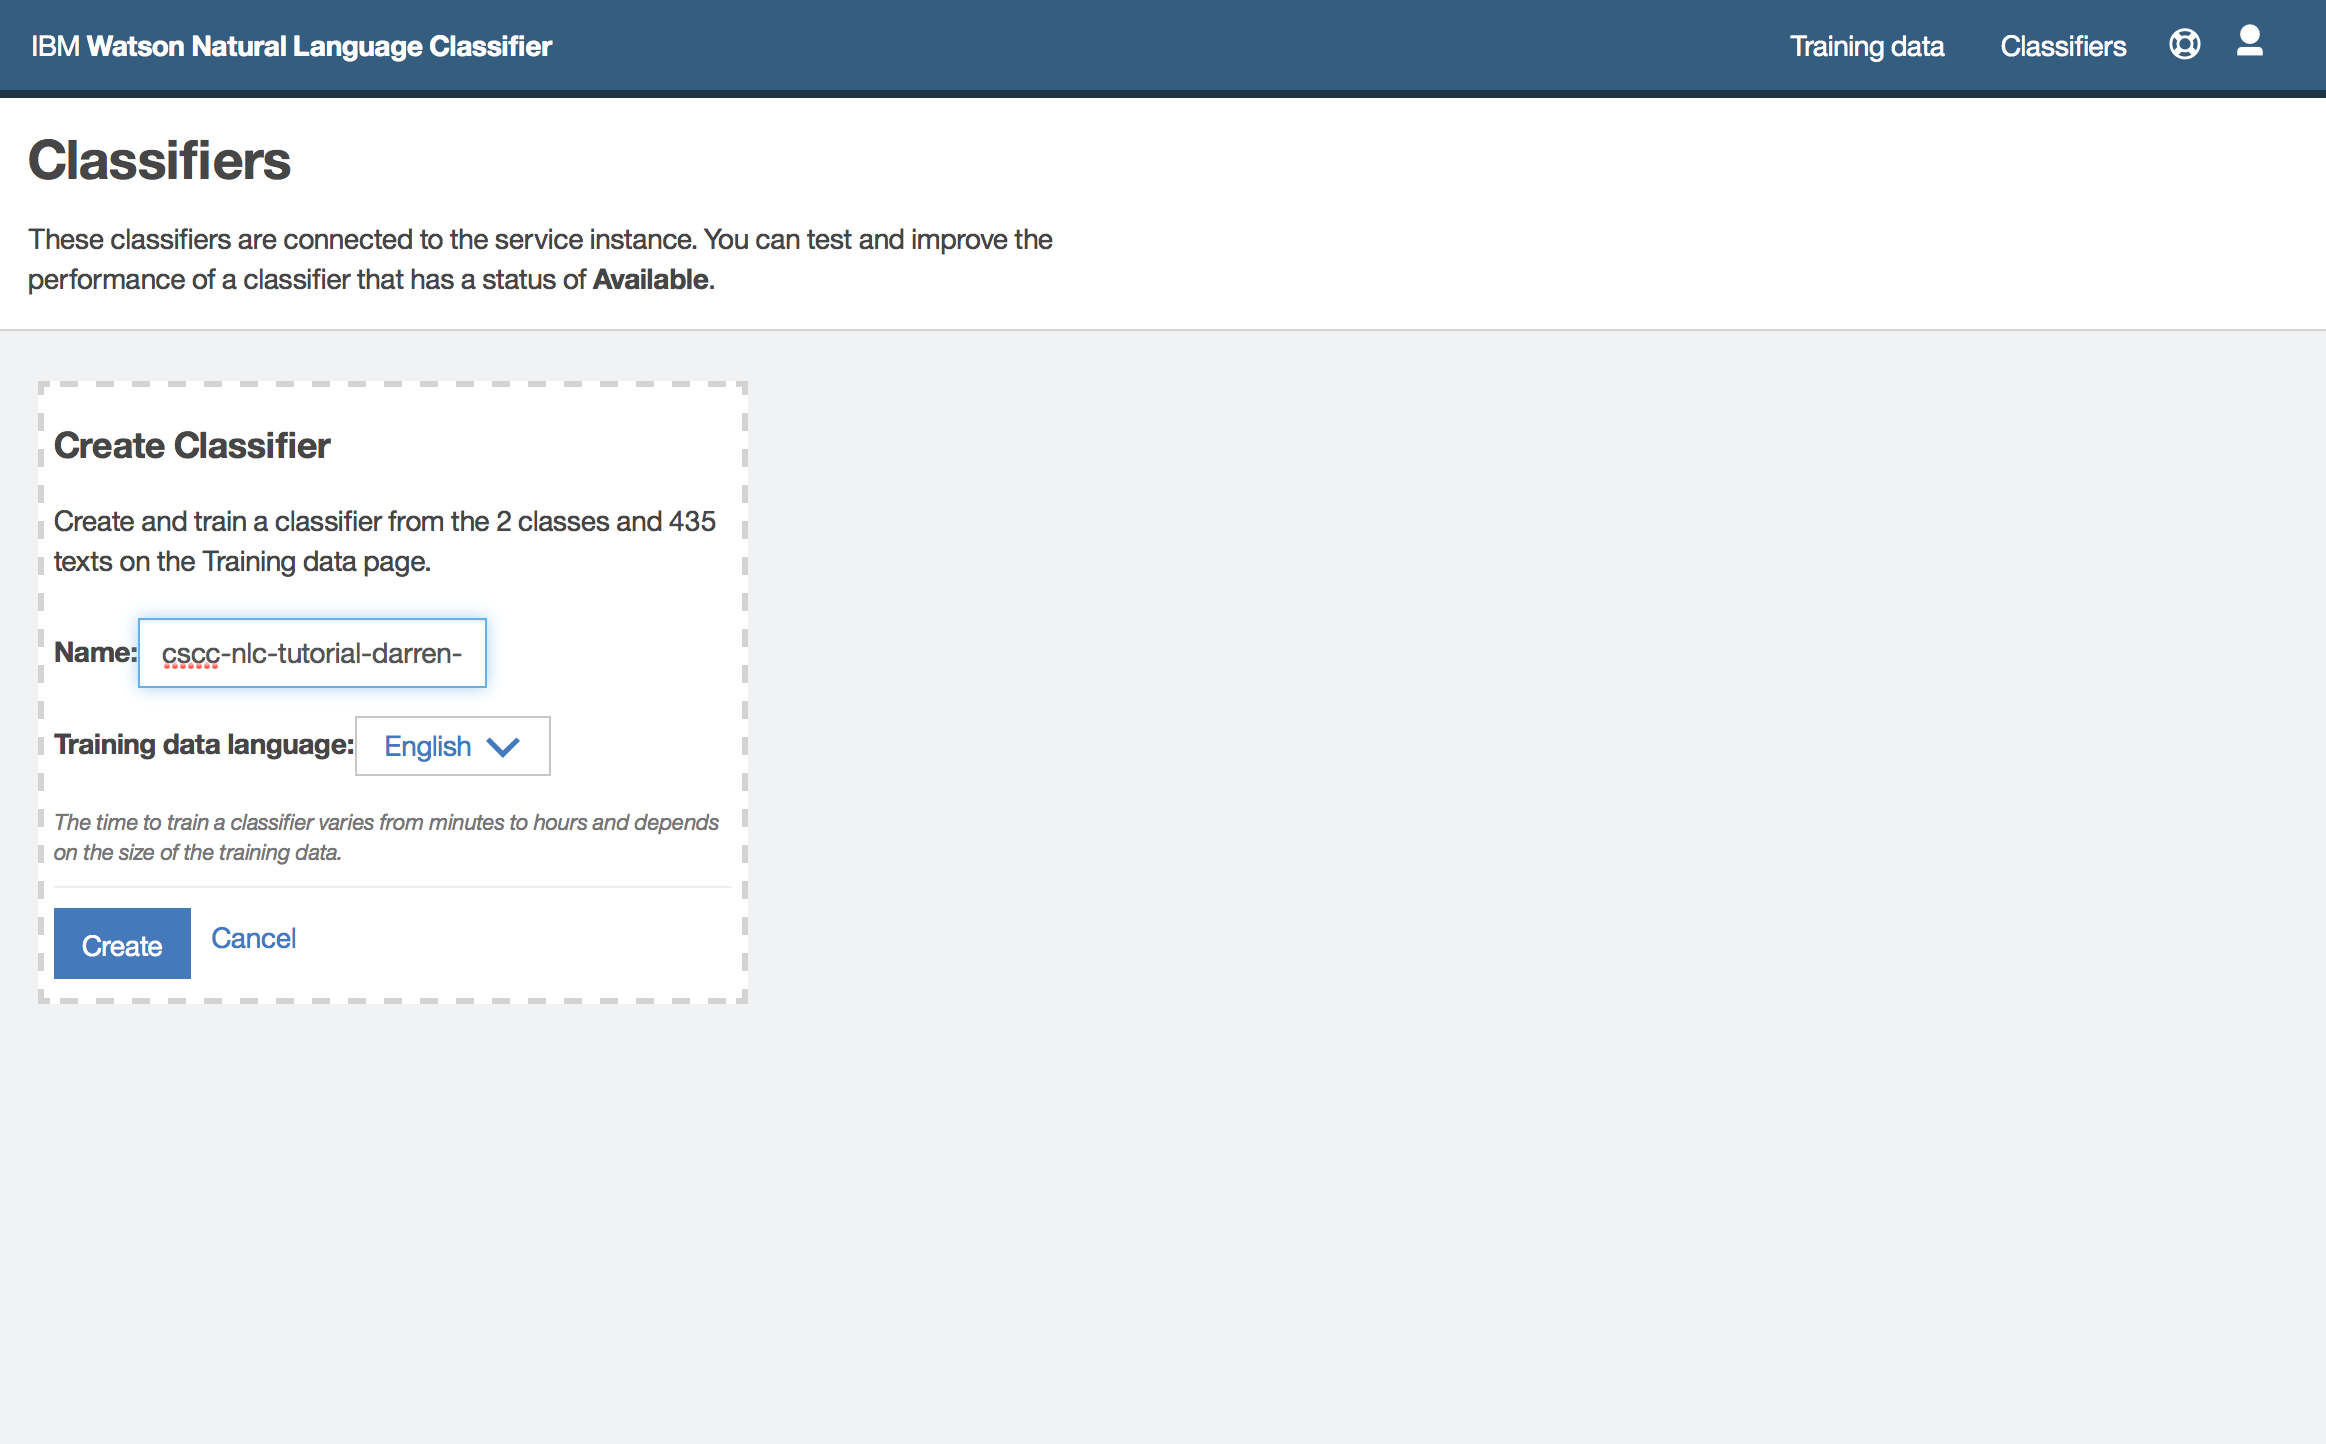 IBM Watson Natural Language Classifier
Training data
Classifiers
Classifiers
These classifiers are connected to the service instance. You can test and improve the
performance of a classifier that has a status of Available.
Create Classifier
Create and train a classifier from the 2 classes and 435
texts on the Training data page.
Name: cscc-nlc-tutorial-darren-
Training data language: English
The time to train a classifier varies from minutes to hours and depends
on the size of the training data.
Create
Cancel